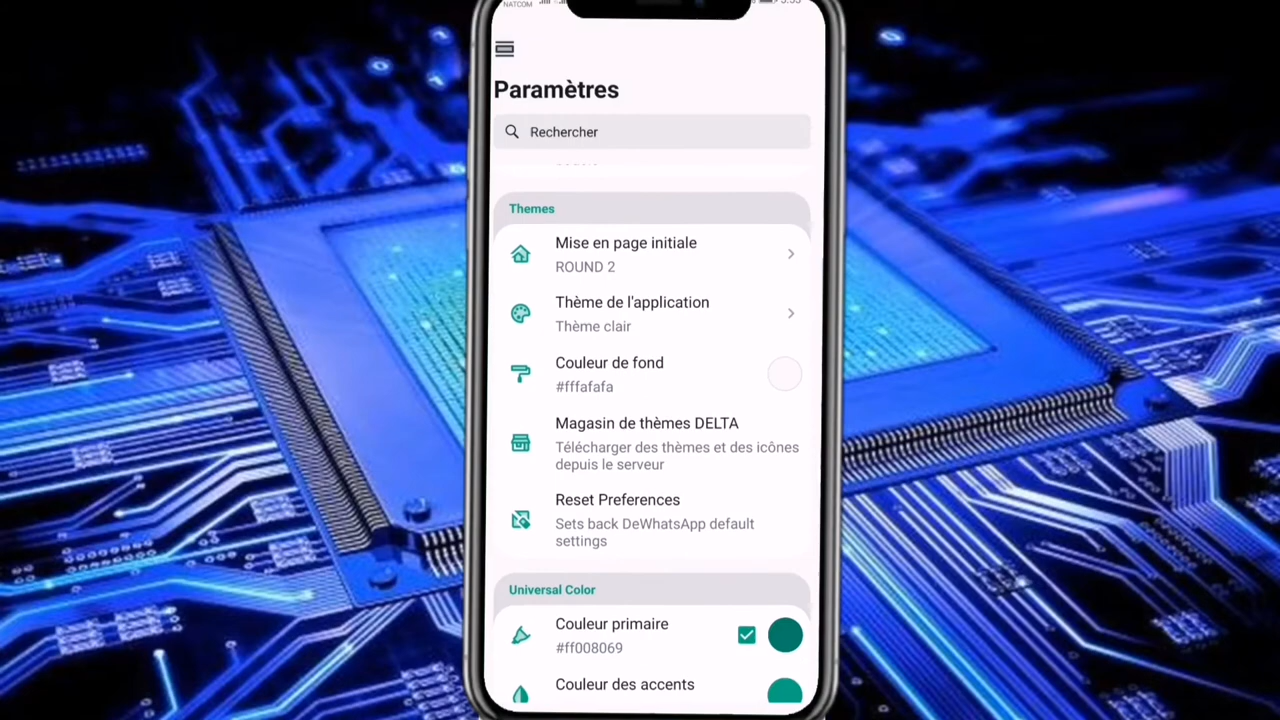 NATCOM
Paramètres
Rechercher
Themes
Mise en page initiale
ROUND 2
Thème de l'application
Thème clair
Couleur de fond
#fffafafa
Magasin de thèmes DELTA
Télécharger des thèmes et des icônes
depuis le serveur
Reset Preferences
Sets back DeWhatsApp default
settings
Universal Color
Couleur primaire
#ff008069
Couleur des accents